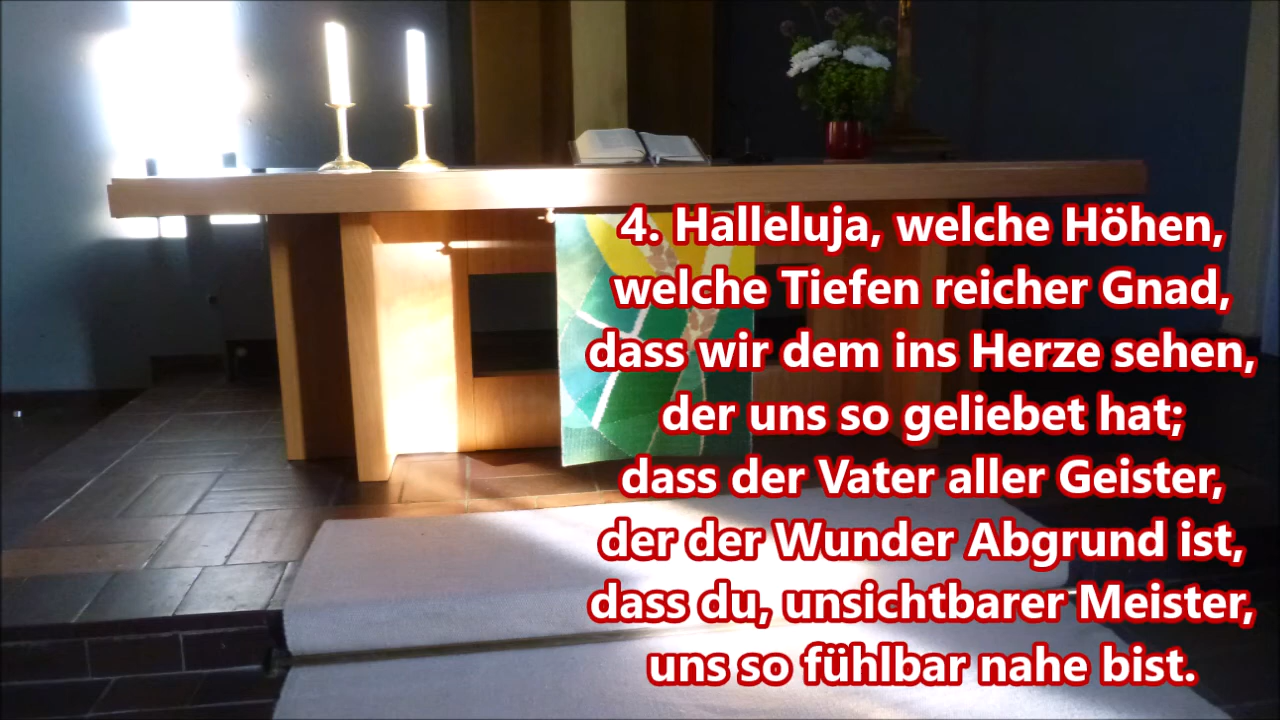 4. Halleluja, welche Höhen,
welche Tiefen reicher Gnad,
dass wir dem ins Herze sehen,
der uns so geliebet hat;
dass der Vater aller Geister,
der der Wunder Abgrund ist,
dass du, unsichtbarer Meister,
uns so fühlbar nahe bist.